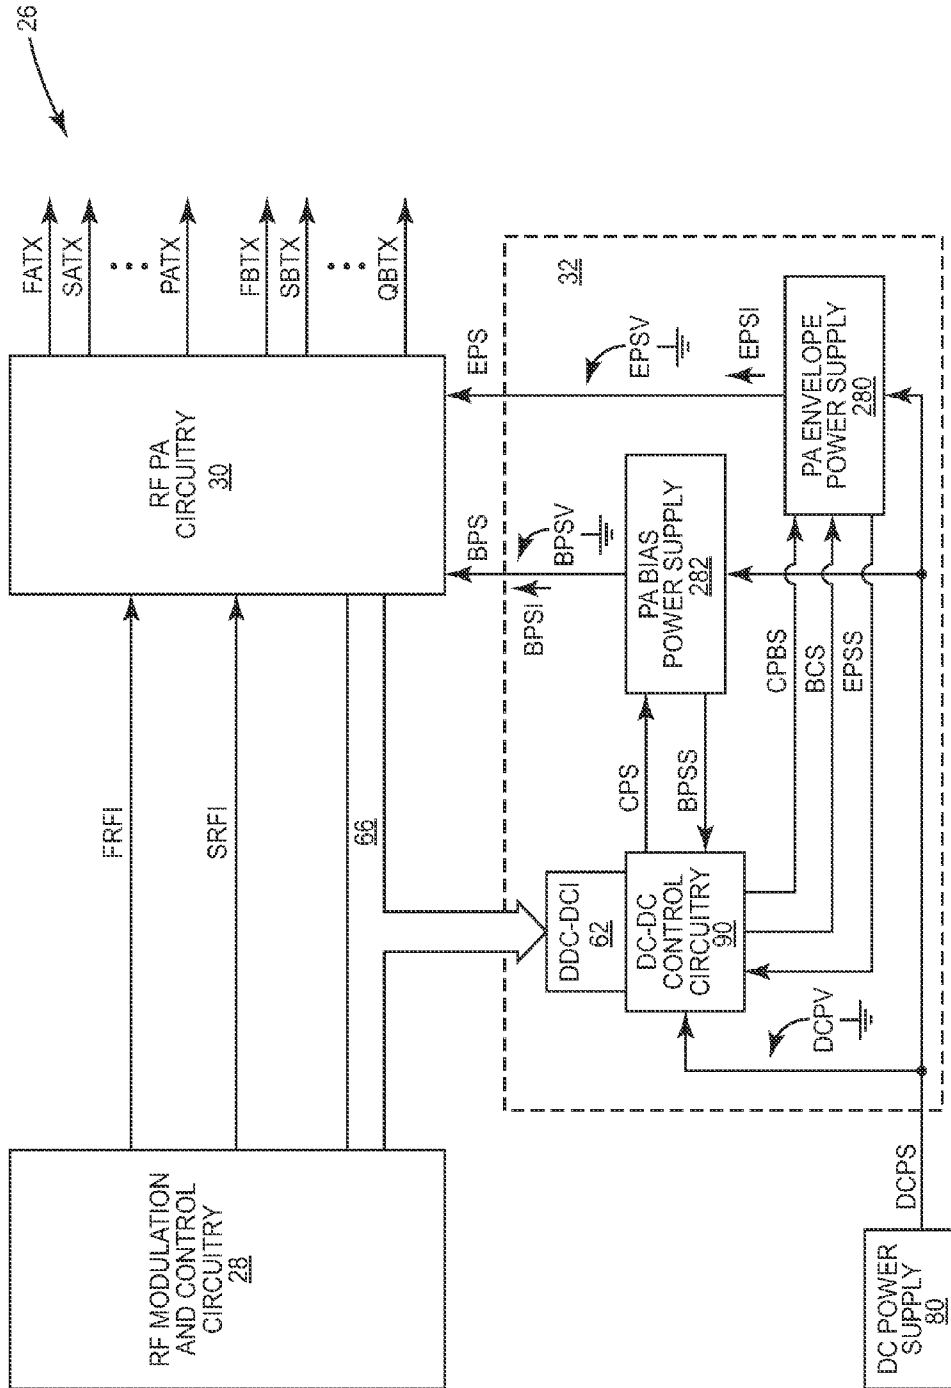 26
FATX
SATX
PATX
FBTX
SBTX
QBTX
RF PA
CIRCUITRY
30
EPS
BPS
32
EPSV
EPSI
BPSV
BPSI
PA ENVELOPE
POWER SUPPLY
280
PA BIAS
POWER SUPPLY
282
CPBS
BCS
EPSS
CPS
BPSS
FRFI
SRFI
66
DDC-DCI
62
DC-DC
CONTROL
CIRCUITRY
90
DCPV
RF MODULATION
AND CONTROL
CIRCUITRY
28
DCPS
DC POWER
SUPPLY
80